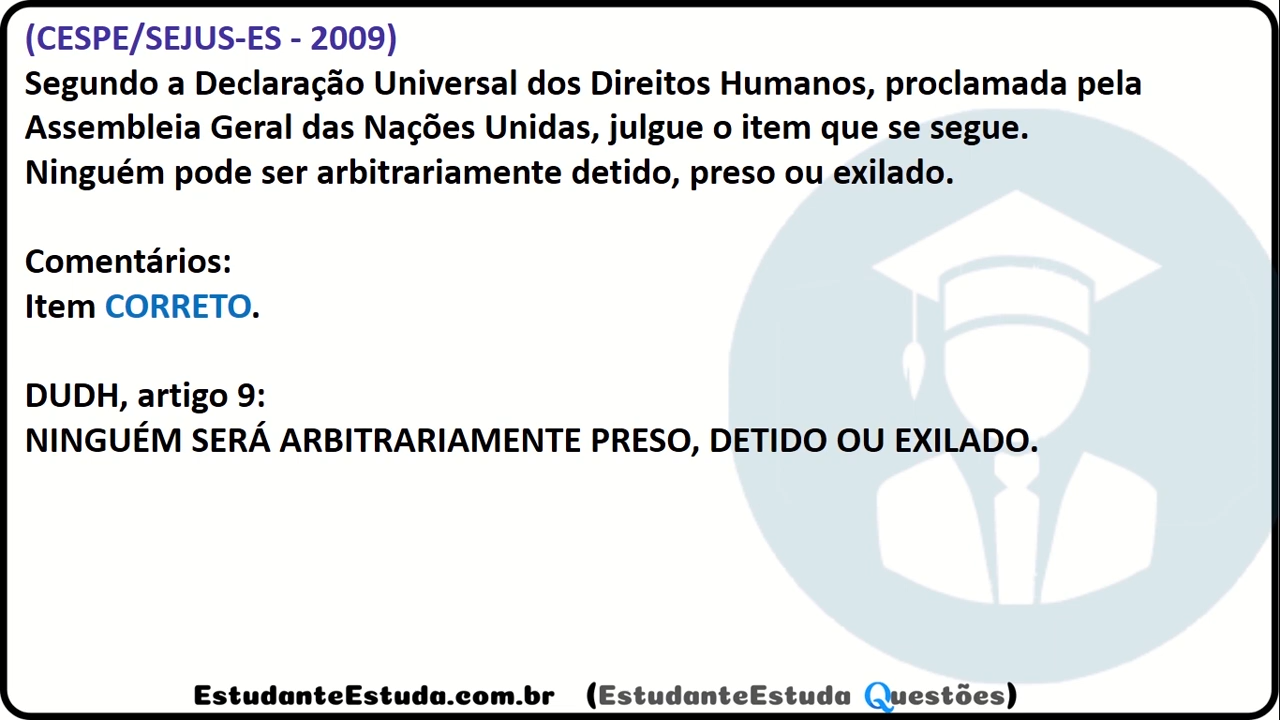 (CESPE/SEJUS-ES - 2009)
Segundo a Declaração Universal dos Direitos Humanos, proclamada pela
Assembleia Geral das Nações Unidas, julgue o item que se segue.
Ninguém pode ser arbitrariamente detido, preso ou exilado.
Comentários:
Item CORRETO.
DUDH, artigo 9:
NINGUÉM SERÁ ARBITRARIAMENTE PRESO, DETIDO OU EXILADO.
EstudanteEstuda.com.br (EstudanteEstuda Questões)